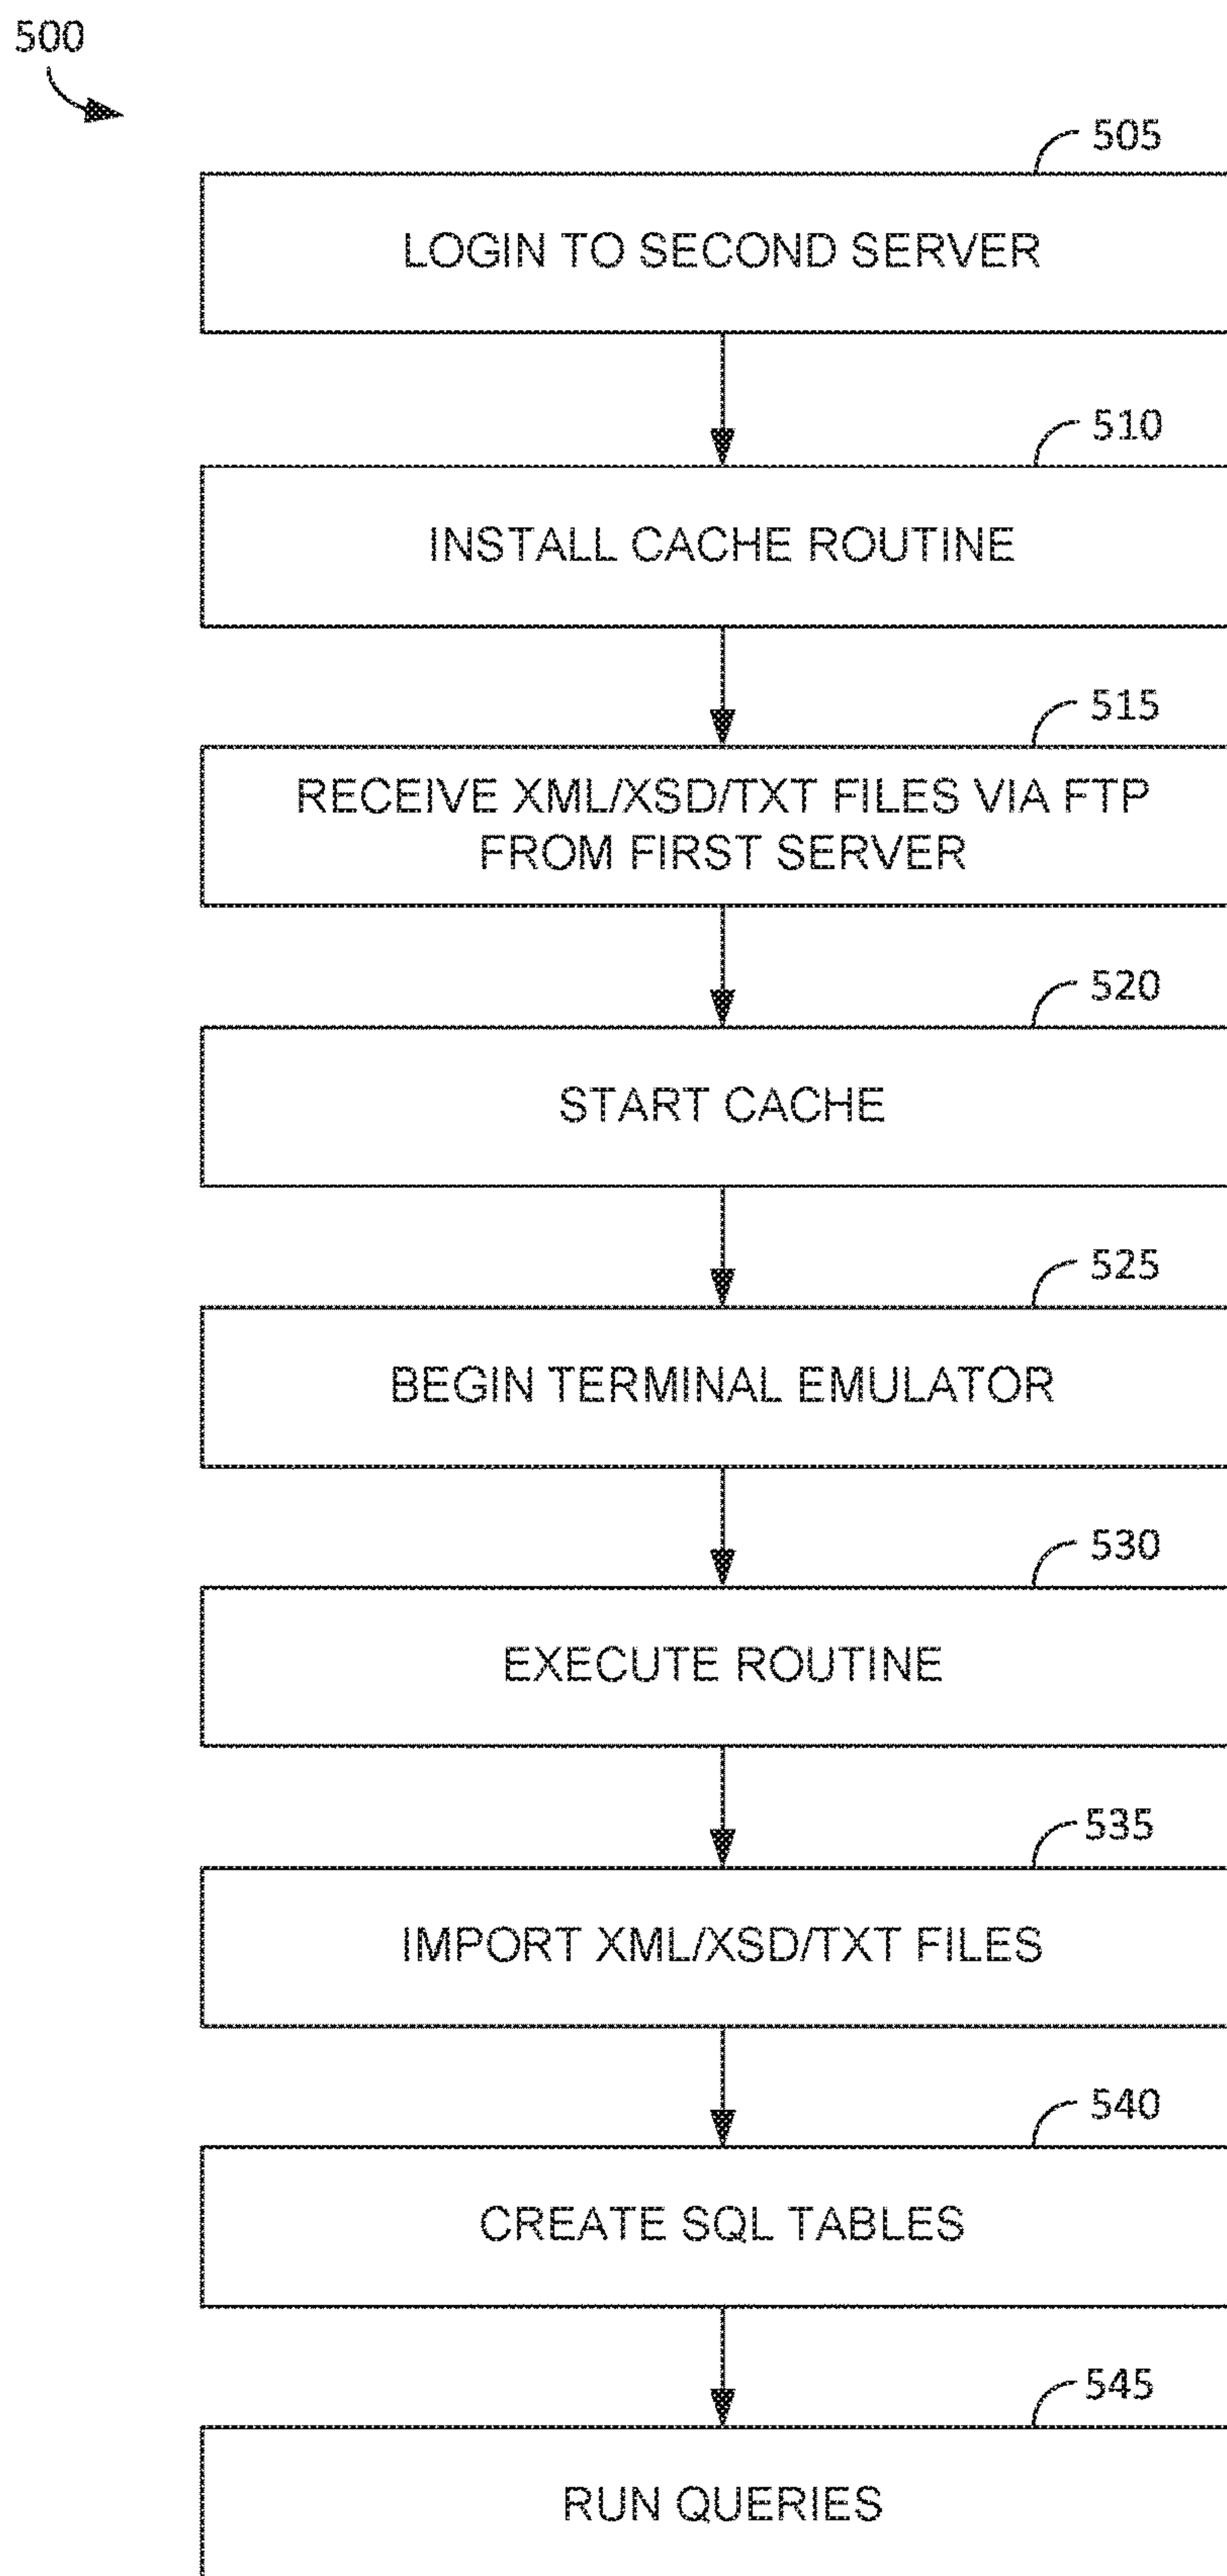 500
505
LOGIN TO SECOND SERVER
510
INSTALL CACHE ROUTINE
515
RECEIVE XML/XSD/TXT FILES VIA FTP
FROM FIRST SERVER
520
START CACHE
525
BEGIN TERMINAL EMULATOR
530
EXECUTE ROUTINE
535
IMPORT XML/XSD/TXT FILES
540
CREATE SQL TABLES
545
RUN QUERIES